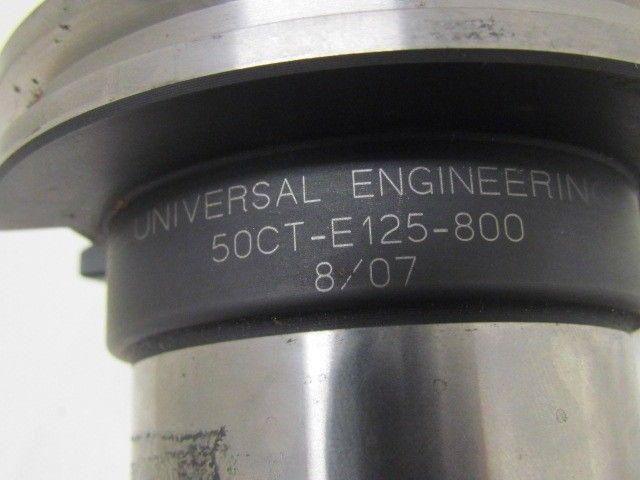 UNIVERSAL ENGINEERING
50CT-E125-800
8/07